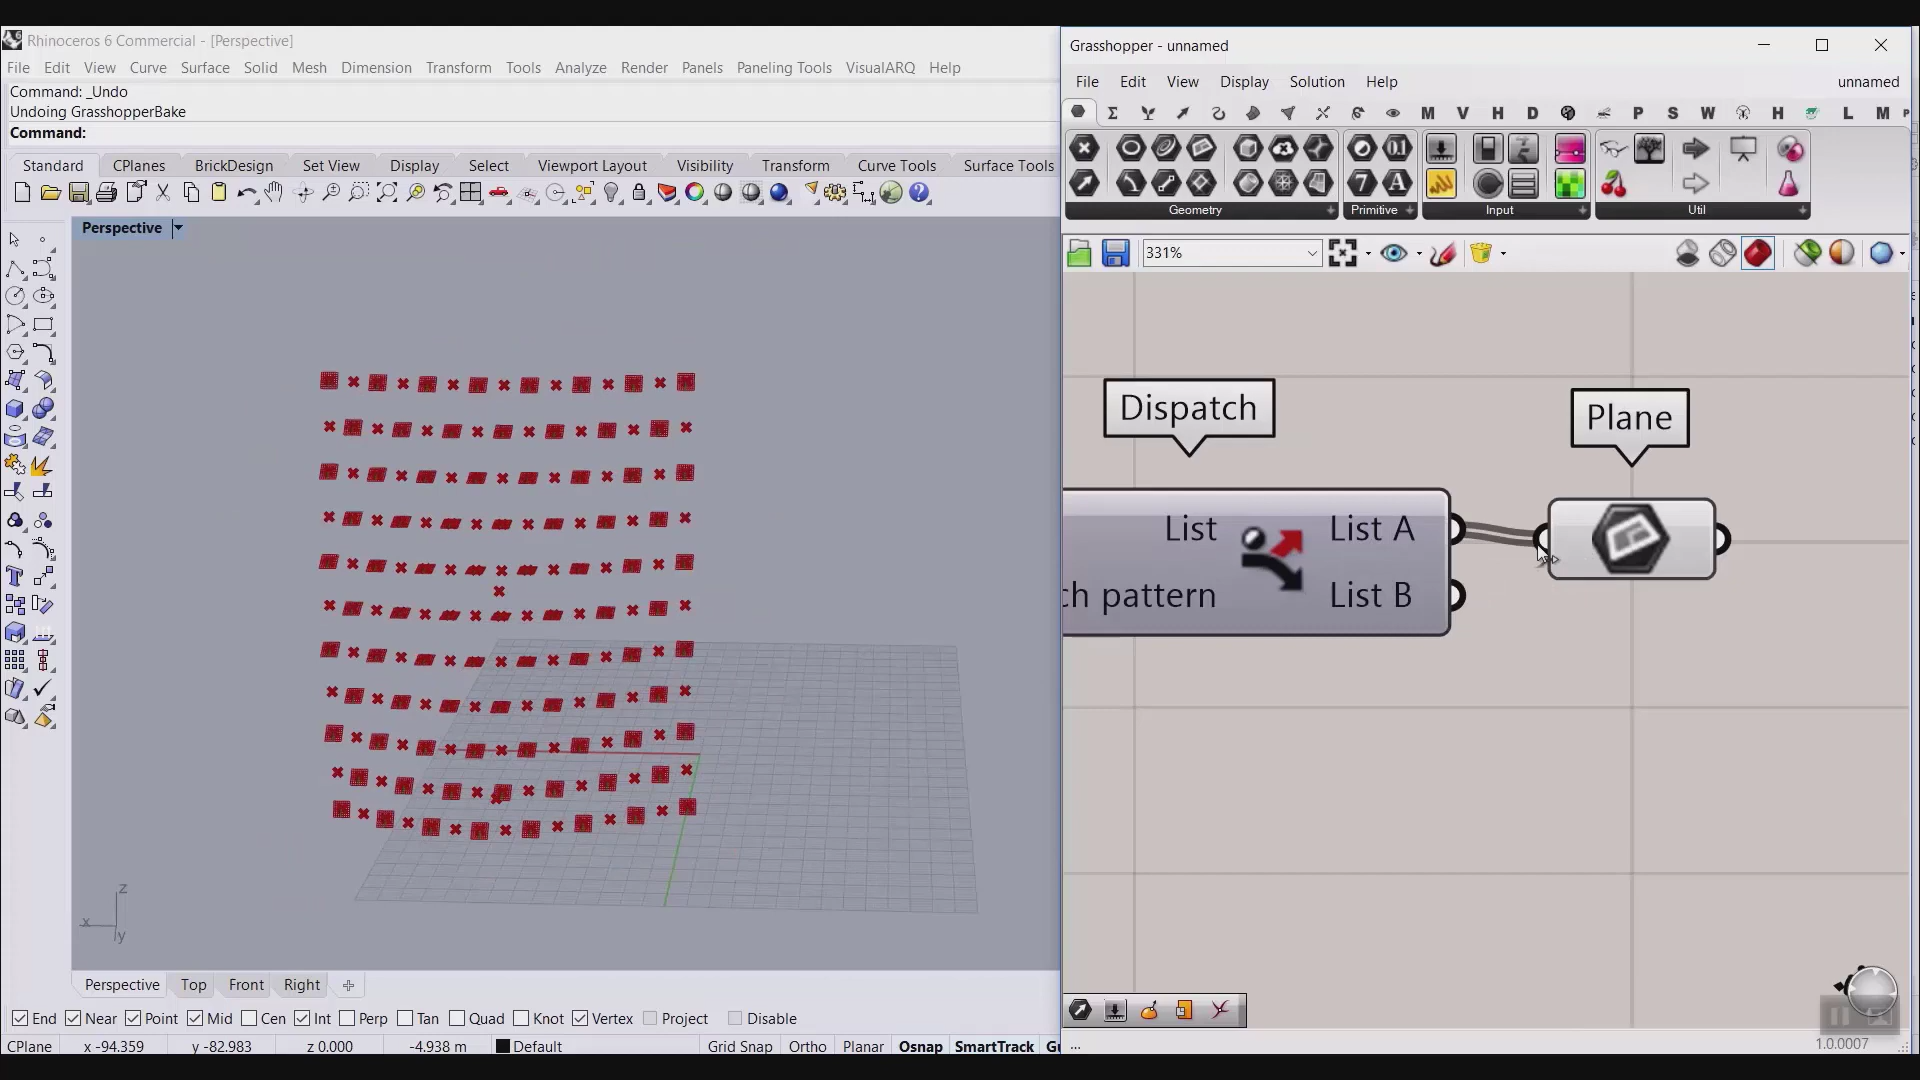 Rhinoceros 6 Commercial - [Perspective]
File Edit View Curve Surface Solid Mesh Dimension Transform Tools Analyze Render Panels Paneling Tools VisualARQ Help
Command: _Undo
Undoing GrasshopperBake
Command:
Standard CPlanes BrickDesign Set View Display Select Viewport Layout Visibility Transform Curve Tools Surface Tools
Perspective
z
x
y
Perspective Top Front Right
End Near Point Mid Cen Int Perp Tan Quad Knot Vertex Project Disable
CPlane x -94.359 y -82.983 z 0.000 -4.938 m Default Grid Snap Ortho Planar Osnap SmartTrack
Grasshopper - unnamed
File Edit View Display Solution Help unnamed
M V H D P S W H L M
Geometry Primitive Input Util
331%
Dispatch
Plane
List List A
ch pattern List B
...
1.0.0007